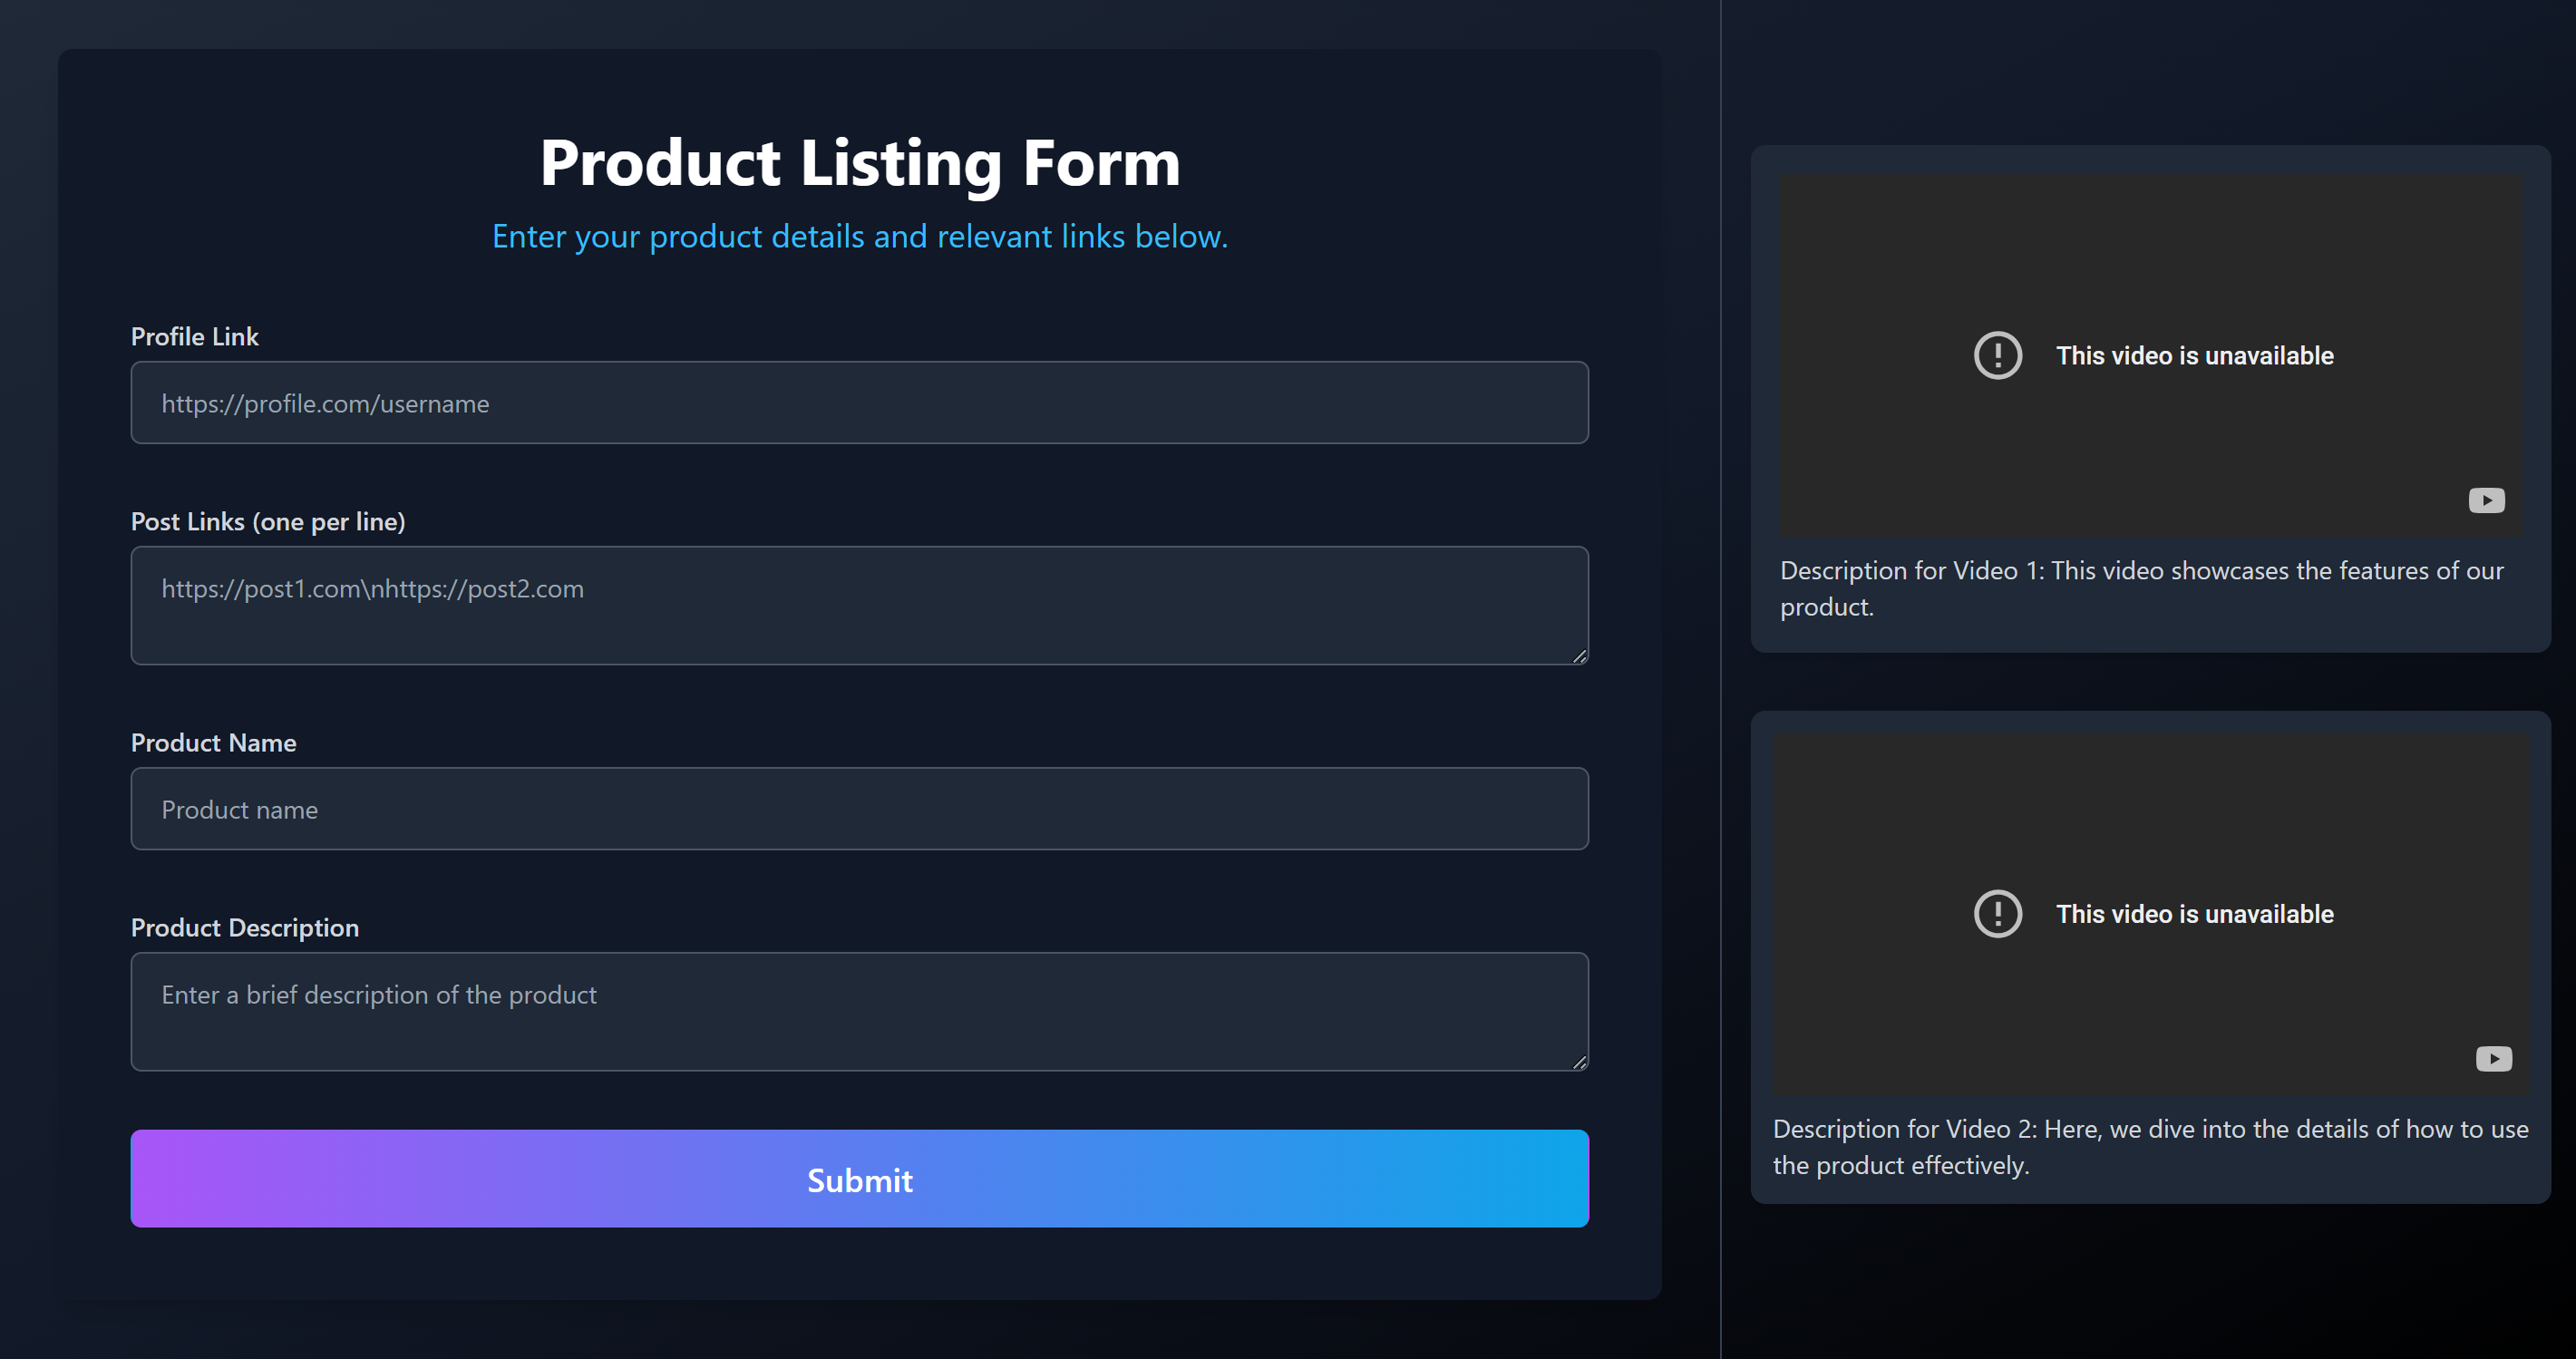 Product Listing Form
Enter your product details and relevant links below.
Profile Link
https://profile.com/username
Post Links (one per line)
https://post1.com\nhttps://post2.com
Product Name
Product name
Product Description
Enter a brief description of the product
Submit
This video is unavailable
Description for Video 1: This video showcases the features of our
product.
This video is unavailable
Description for Video 2: Here, we dive into the details of how to use
the product effectively.